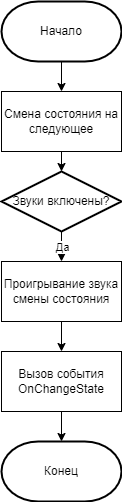 Начало
Смена состояния на
следующее
Звуки включены?
Да
Проигрывание звука
смены состояния
Вызов события
OnChangeState
Конец